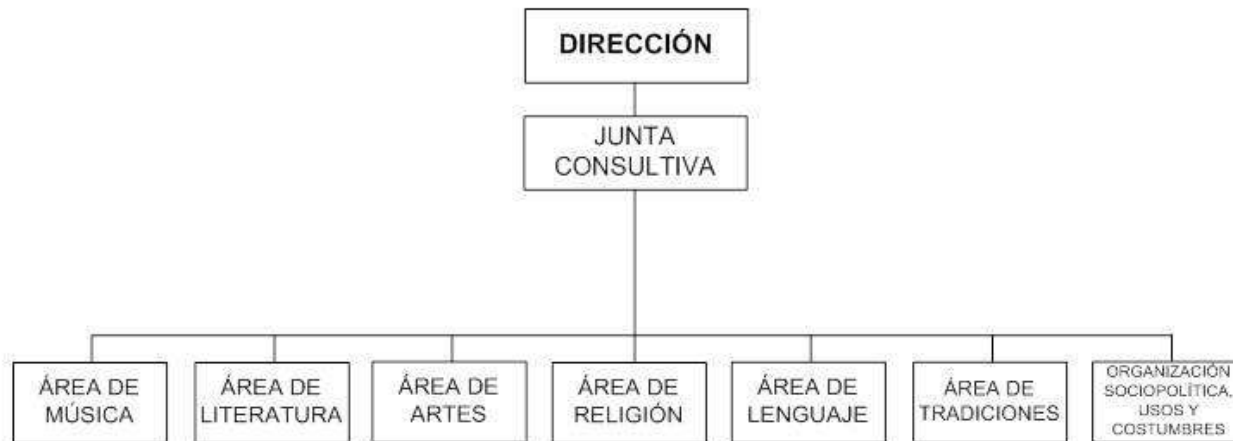 DIRECCIÓN
JUNTA
CONSULTIVA
ÁREA DE
MÚSICA
ÁREA DE
LITERATURA
ÁREA DE
ARTES
ÁREA DE
RELIGIÓN
ÁREA DE
LENGUAJE
ÁREA DE
TRADICIONES
ORGANIZACIÓN
SOCIOPOLÍTICA,
USOS Y
COSTUMBRES